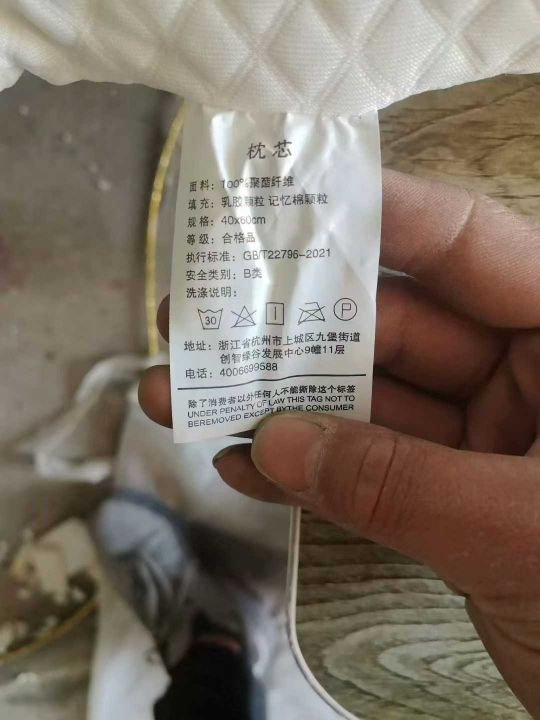 枕芯
面料：100%聚酯纤维
填充：乳胶颗粒 记忆棉颗粒
规格：40x60cm
等级：合格品
执行标准：GB/T22796-2021
安全类别：B类
洗涤说明：
30
P
地址：浙江省杭州市上城区九堡街道
创智绿谷发展中心9幢11层
电话：4006699588
除了消费者以外任何人不能撕除这个标签
UNDER PENALTY OF LAW THIS TAG NOT TO
BEREMOVED EXCEPT BYTHE CONSUMER